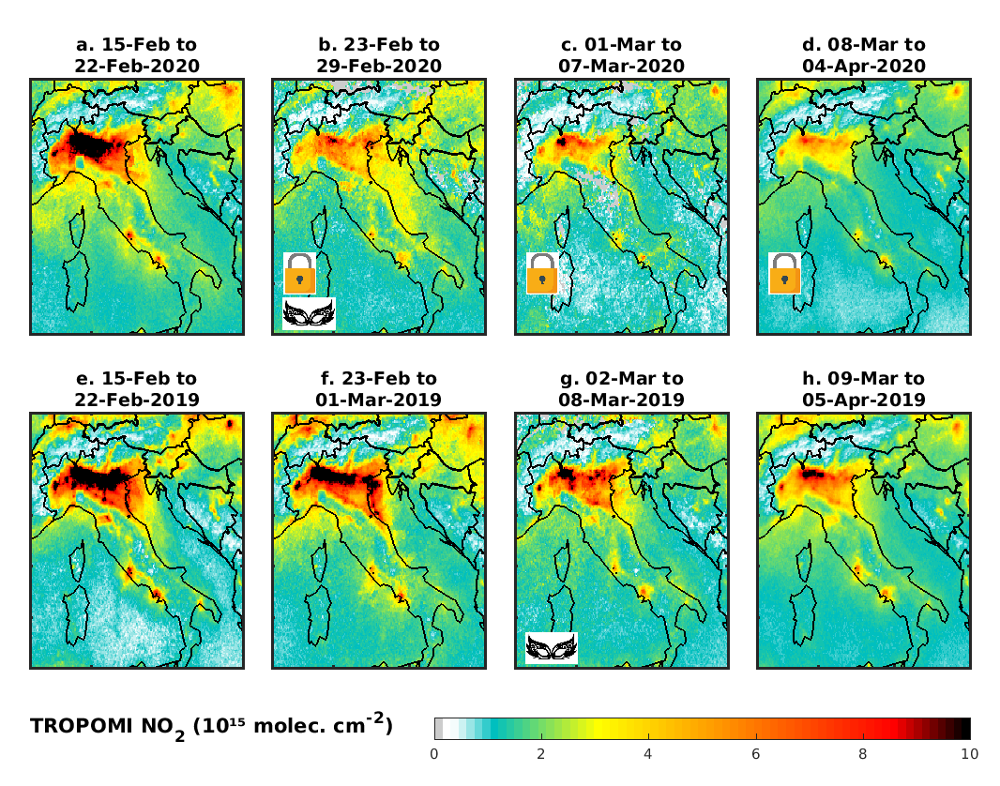 a. 15-Feb to
22-Feb-2020
b. 23-Feb to
29-Feb-2020
c. 01-Mar to
07-Mar-2020
d. 08-Mar to
04-Apr-2020
e. 15-Feb to
22-Feb-2019
f. 23-Feb to
01-Mar-2019
g. 02-Mar to
08-Mar-2019
h. 09-Mar to
05-Apr-2019
TROPOMI NO₂ (10¹⁵ molec. cm⁻²)
0 2 4 6 8 10